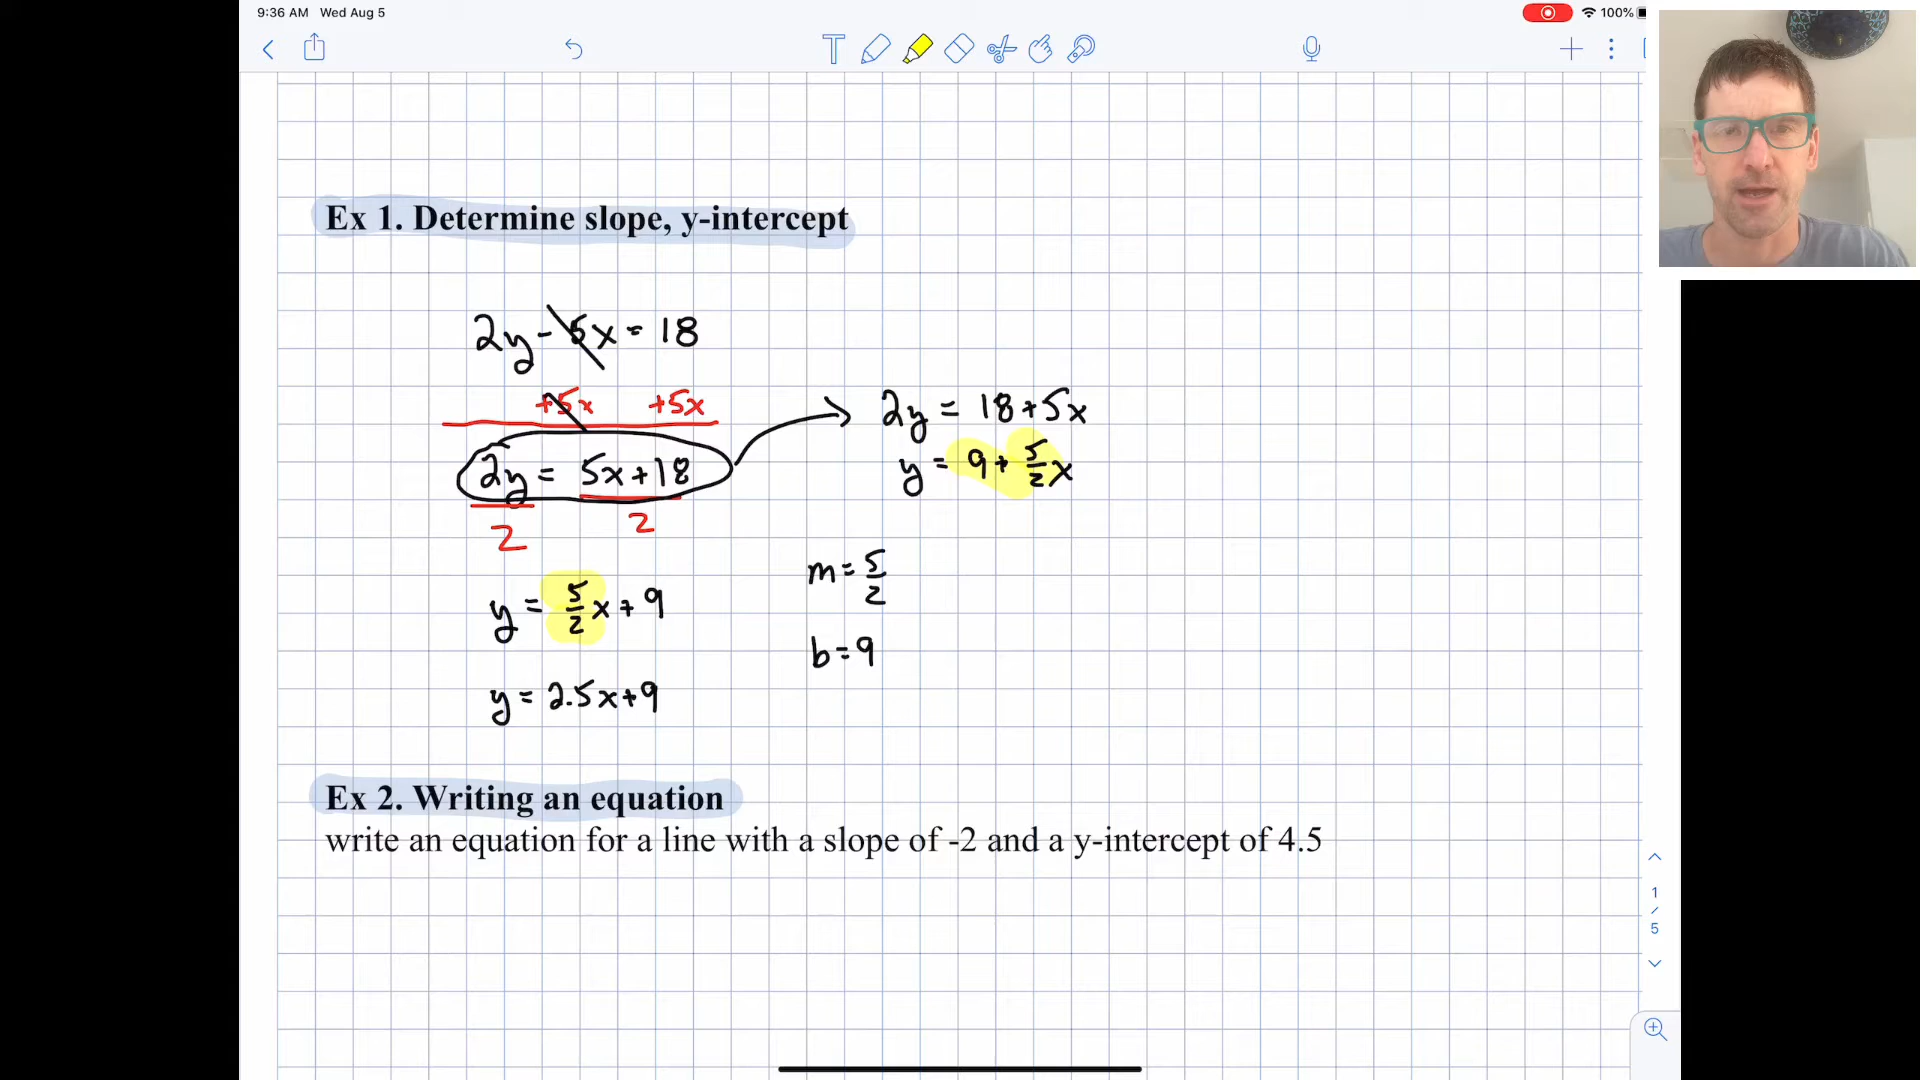 9:36 AM Wed Aug 5
100%
T
Ex 1. Determine slope, y-intercept
2y - 5x = 18
+5x +5x
2y = 5x + 18
2 2
y = 5/2 x + 9
y = 2.5x + 9
2y = 18 + 5x
y = 9 + 5/2 x
m = 5/2
b = 9
Ex 2. Writing an equation
write an equation for a line with a slope of -2 and a y-intercept of 4.5
1
/
5